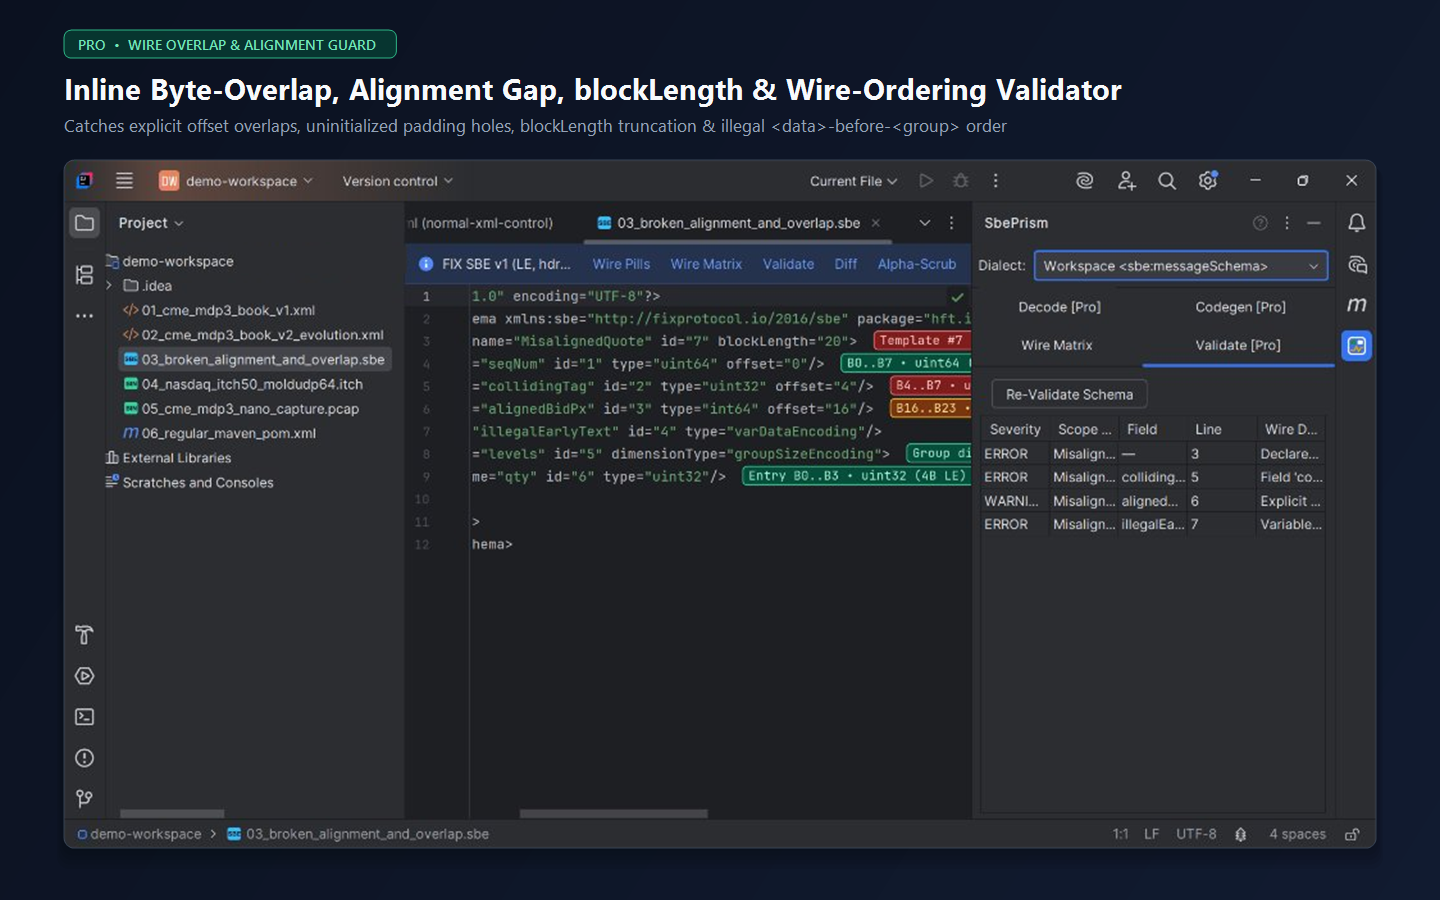 PRO • WIRE OVERLAP & ALIGNMENT GUARD
Inline Byte-Overlap, Alignment Gap, blockLength & Wire-Ordering Validator
Catches explicit offset overlaps, uninitialized padding holes, blockLength truncation & illegal <data>-before-<group> order
DW demo-workspace Version control Current File
Project
demo-workspace
.idea
01_cme_mdp3_book_v1.xml
02_cme_mdp3_book_v2_evolution.xml
03_broken_alignment_and_overlap.sbe
04_nasdaq_itch50_moldudp64.itch
05_cme_mdp3_nano_capture.pcap
06_regular_maven_pom.xml
External Libraries
Scratches and Consoles
ml (normal-xml-control) 03_broken_alignment_and_overlap.sbe
FIX SBE v1 (LE, hdr... Wire Pills Wire Matrix Validate Diff Alpha-Scrub
1 1.0" encoding="UTF-8"?>
2 ema xmlns:sbe="http://fixprotocol.io/2016/sbe" package="hft.i
3 name="MisalignedQuote" id="7" blockLength="20"> Template #7
4 ="seqNum" id="1" type="uint64" offset="0"/> B0..B7 • uint64
5 ="collidingTag" id="2" type="uint32" offset="4"/> B4..B7 • u
6 ="alignedBidPx" id="3" type="int64" offset="16"/> B16..B23 •
7 "illegalEarlyText" id="4" type="varDataEncoding"/>
8 ="levels" id="5" dimensionType="groupSizeEncoding"> Group di
9 me="qty" id="6" type="uint32"/> Entry B0..B3 • uint32 (4B LE)
10
11 >
12 hema>
SbePrism
Dialect: Workspace <sbe:messageSchema>
Decode [Pro] Codegen [Pro]
Wire Matrix Validate [Pro]
Re-Validate Schema
Severity Scope ... Field Line Wire D...
ERROR Misalign... — 3 Declare...
ERROR Misalign... colliding... 5 Field 'co...
WARNI... Misalign... aligned... 6 Explicit ...
ERROR Misalign... illegalEa... 7 Variable...
demo-workspace > 03_broken_alignment_and_overlap.sbe
1:1 LF UTF-8 4 spaces